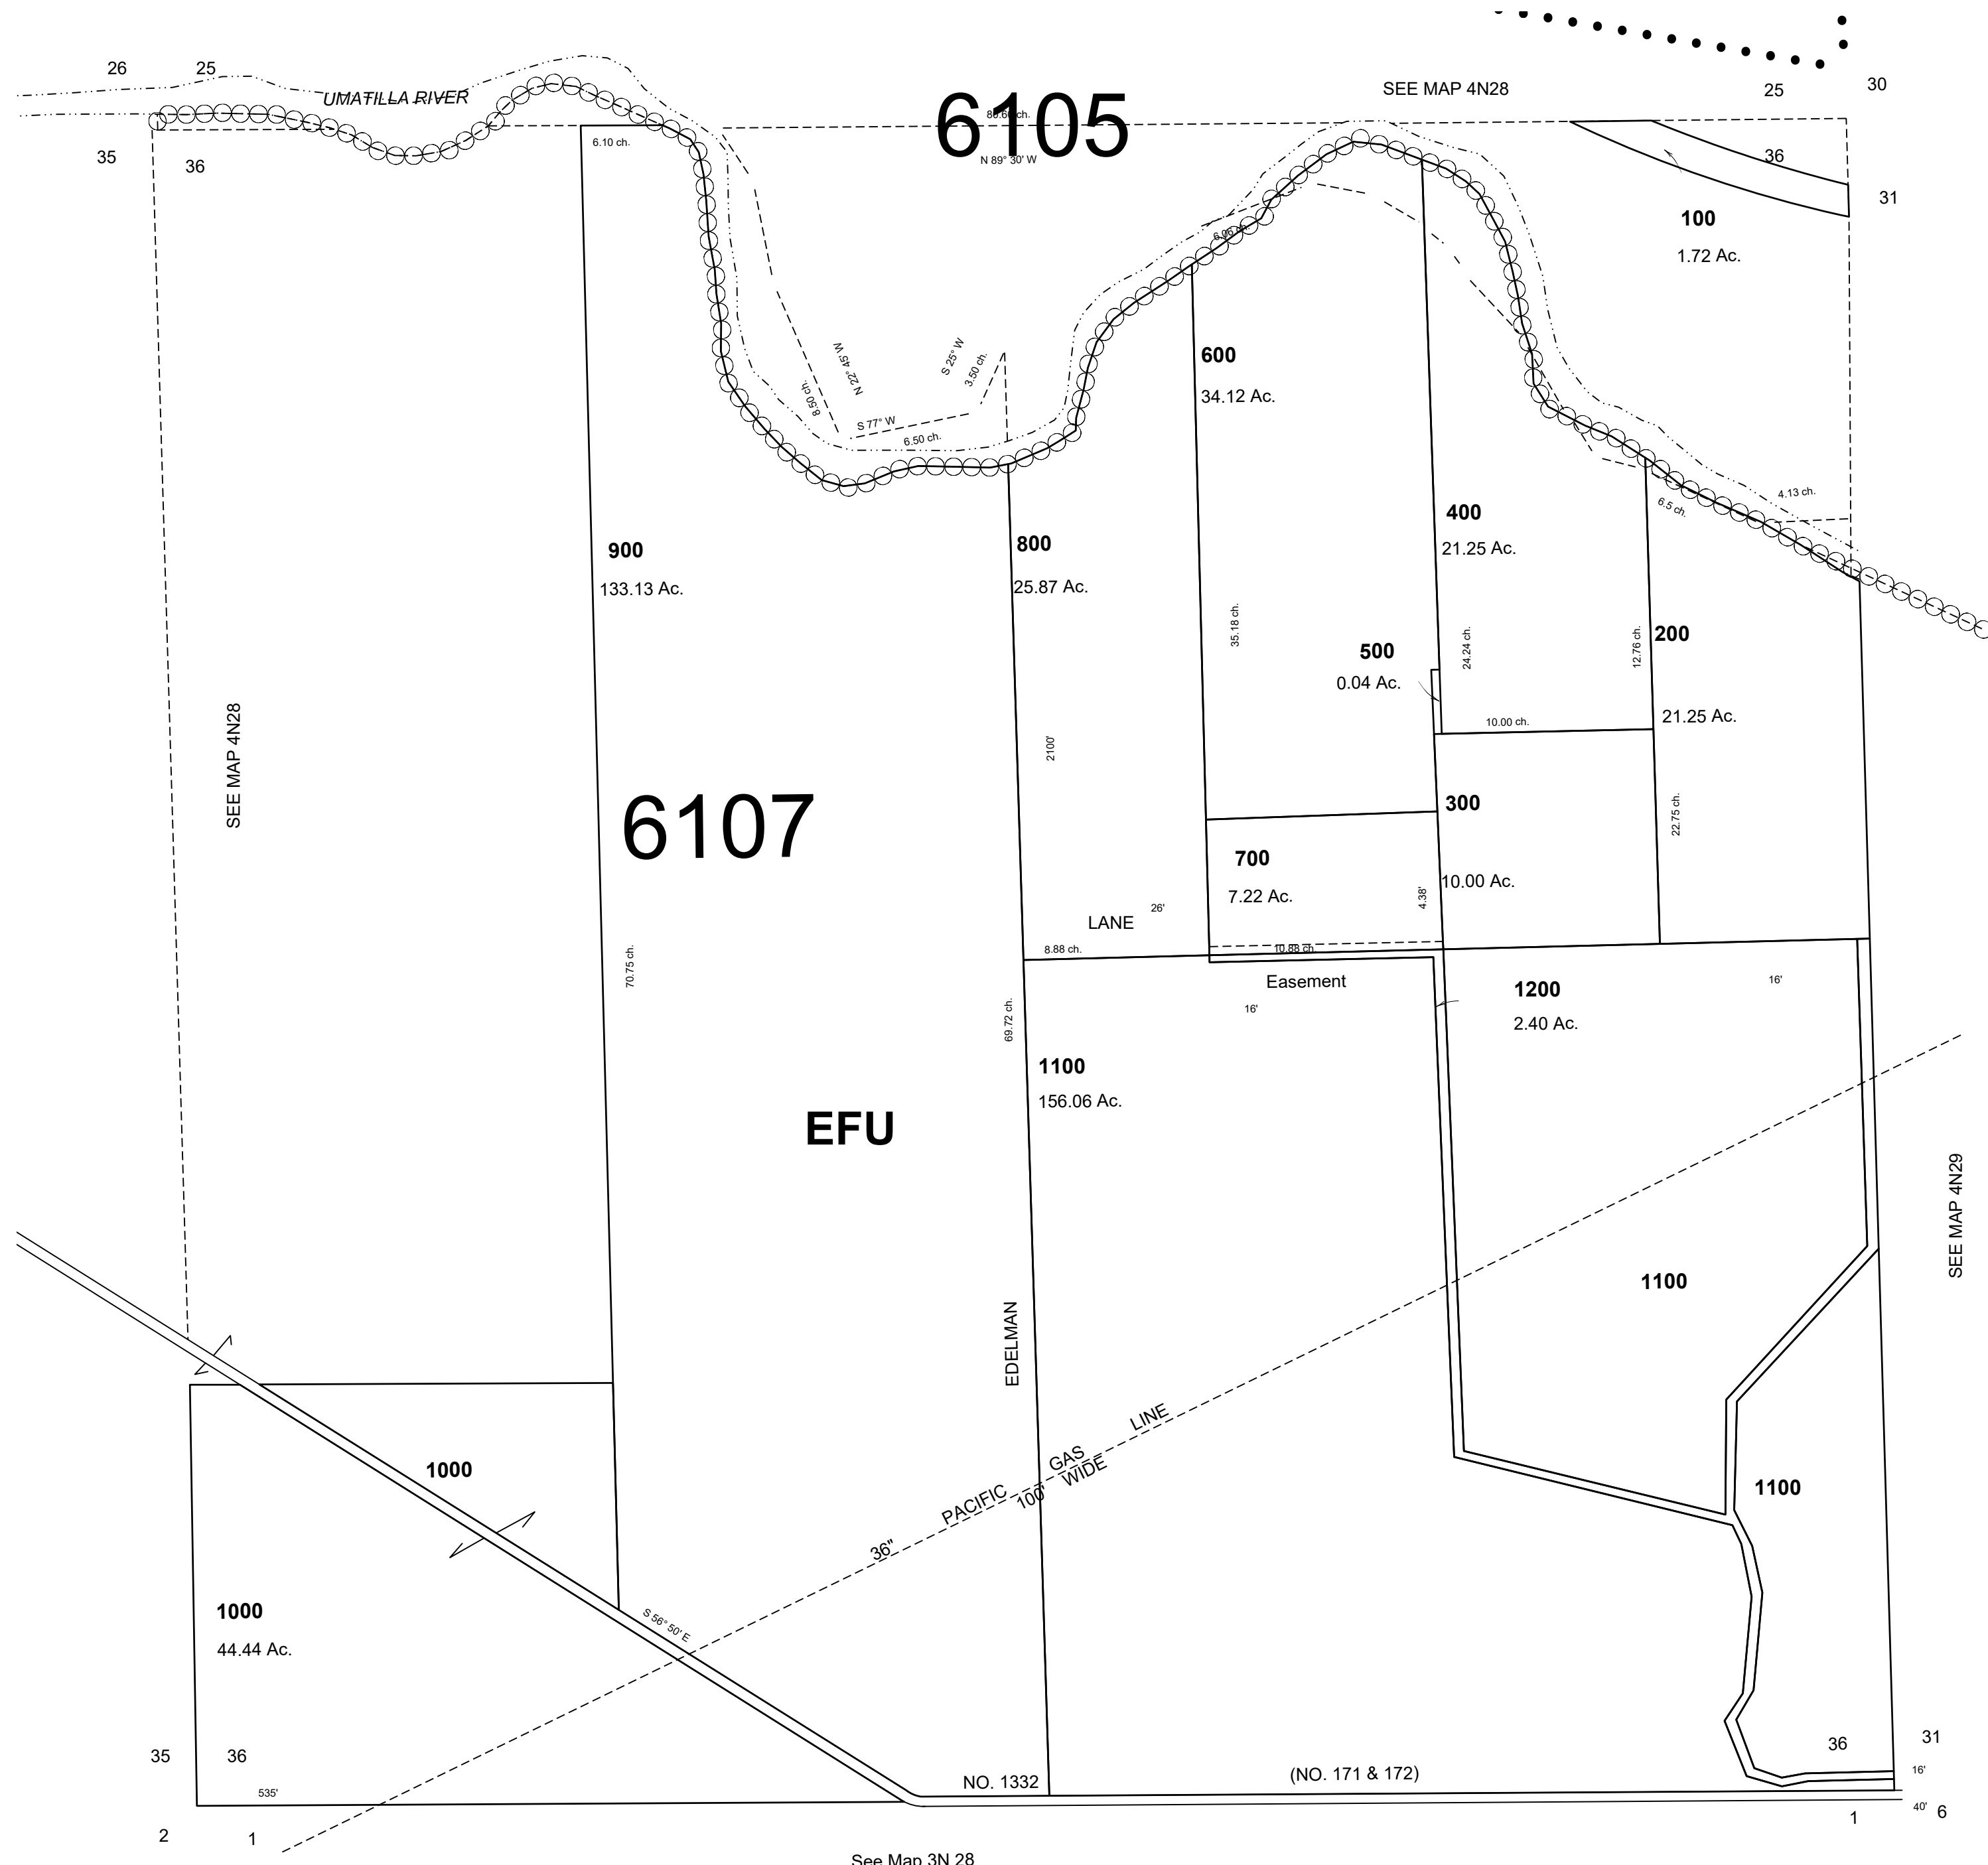 26
25
UMATILLA RIVER
35
36
6.10 ch.
6105
80.60 ch.
N 89° 30' W
SEE MAP 4N28
25
30
36
31
100
1.72 Ac.
6.06 ch.
600
34.12 Ac.
N 22° 45' W
8.50 ch.
S 25° W
3.50 ch.
S 77° W
6.50 ch.
4.13 ch.
6.5 ch.
400
21.25 Ac.
900
133.13 Ac.
800
25.87 Ac.
35.18 ch.
500
0.04 Ac.
24.24 ch.
12.76 ch.
200
21.25 Ac.
10.00 ch.
SEE MAP 4N28
2100'
6107
300
22.75 ch.
700
7.22 Ac.
4.38'
10.00 Ac.
LANE
26'
8.88 ch.
10.88 ch.
Easement
16'
70.75 ch.
69.72 ch.
1200
2.40 Ac.
16'
1100
156.06 Ac.
EFU
SEE MAP 4N29
1100
EDELMAN
36" PACIFIC GAS LINE
100' WIDE
1000
1100
1000
44.44 Ac.
S 56° 50' E
35
36
535'
NO. 1332
(NO. 171 & 172)
36
31
16'
40'
6
2
1
1
See Map 3N 28